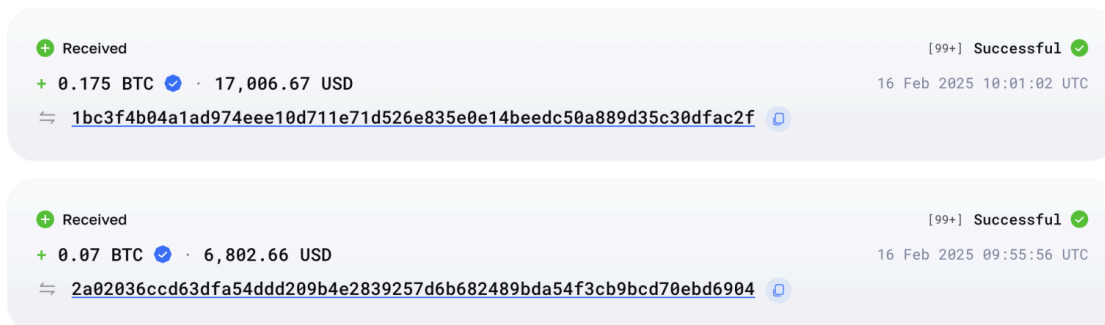 Received [99+] Successful
+ 0.175 BTC · 17,006.67 USD 16 Feb 2025 10:01:02 UTC
1bc3f4b04a1ad974eee10d711e71d526e835e0e14beedc50a889d35c30dfac2f
Received [99+] Successful
+ 0.07 BTC · 6,802.66 USD 16 Feb 2025 09:55:56 UTC
2a02036ccd63dfa54ddd209b4e2839257d6b682489bda54f3cb9bcd70ebd6904